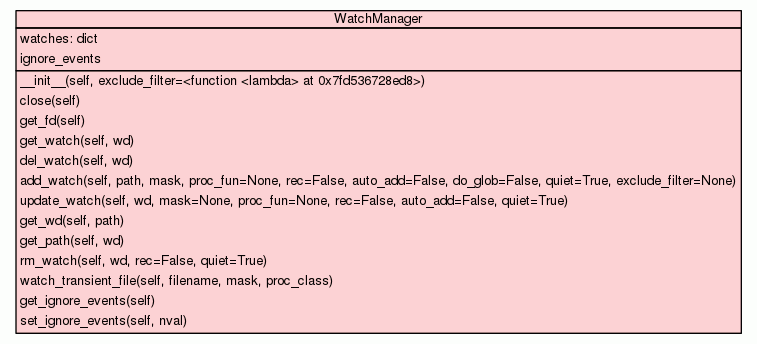 WatchManager
watches: dict
ignore_events
__init__(self, exclude_filter=<function <lambda> at 0x7fd536728ed8>)
close(self)
get_fd(self)
get_watch(self, wd)
del_watch(self, wd)
add_watch(self, path, mask, proc_fun=None, rec=False, auto_add=False, do_glob=False, quiet=True, exclude_filter=None)
update_watch(self, wd, mask=None, proc_fun=None, rec=False, auto_add=False, quiet=True)
get_wd(self, path)
get_path(self, wd)
rm_watch(self, wd, rec=False, quiet=True)
watch_transient_file(self, filename, mask, proc_class)
get_ignore_events(self)
set_ignore_events(self, nval)